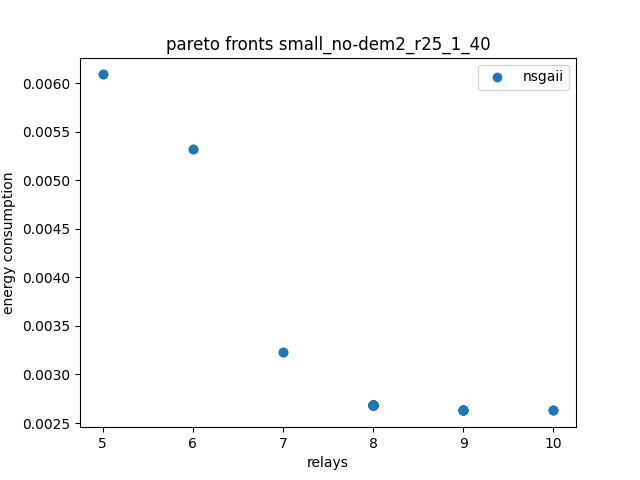 pareto fronts small_no-dem2_r25_1_40
nsgaii
0.0060
0.0055
0.0050
0.0045
0.0040
0.0035
0.0030
0.0025
energy consumption
5 6 7 8 9 10
relays